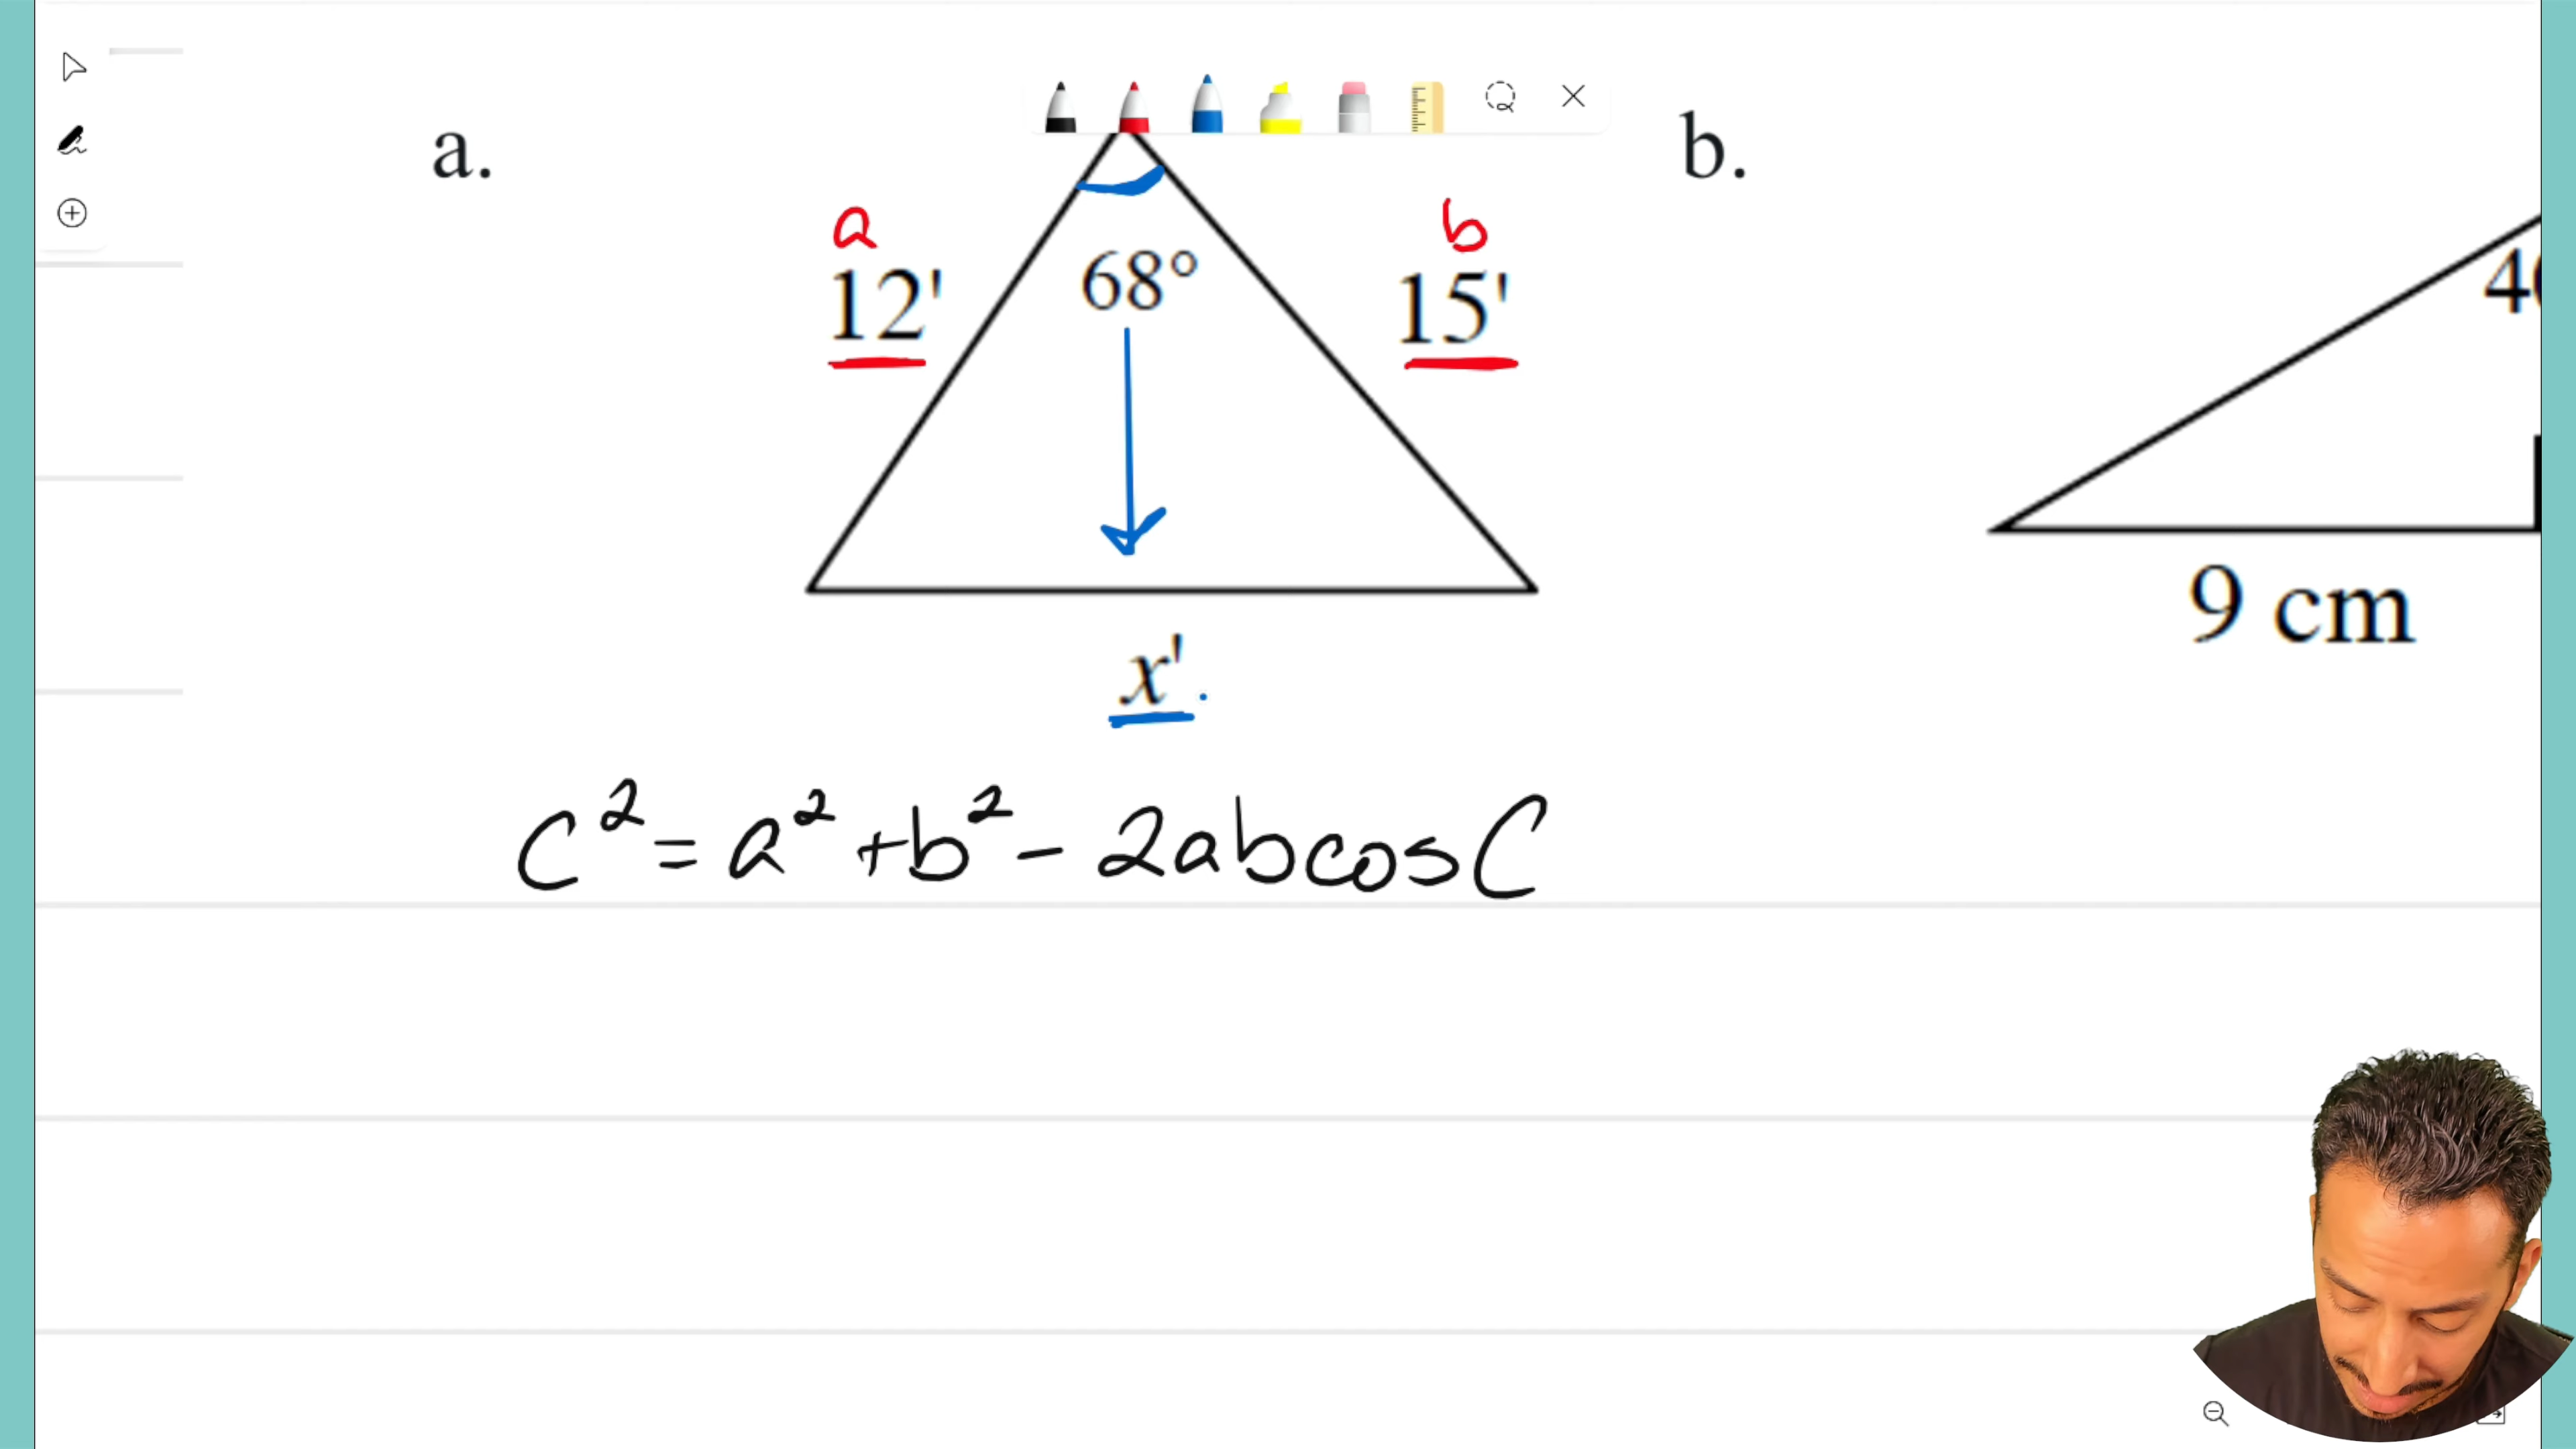 a.
b.
a
b
12'
68°
15'
x'.
9 cm
C² = a² + b² - 2abcosC